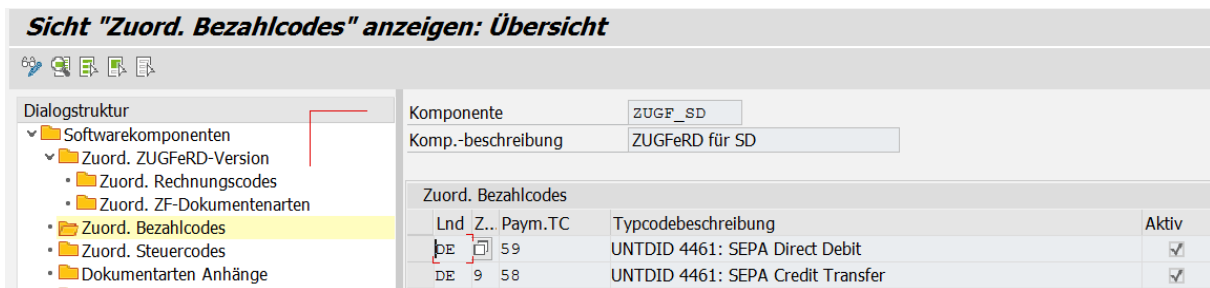 Sicht "Zuord. Bezahlcodes" anzeigen: Übersicht
Dialogstruktur
Softwarekomponenten
Zuord. ZUGFeRD-Version
Zuord. Rechnungscodes
Zuord. ZF-Dokumentenarten
Zuord. Bezahlcodes
Zuord. Steuercodes
Dokumentarten Anhänge
Komponente ZUGF_SD
Komp.-beschreibung ZUGFeRD für SD
Zuord. Bezahlcodes
Lnd Z... Paym.TC Typcodebeschreibung Aktiv
DE 59 UNTDID 4461: SEPA Direct Debit
DE 9 58 UNTDID 4461: SEPA Credit Transfer